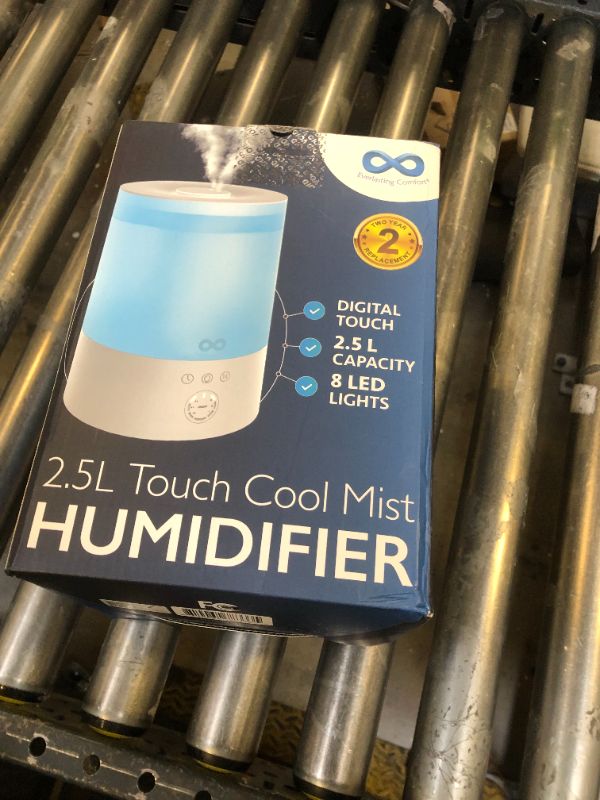 Everlasting Comfort
TWO-YEAR
2
REPLACEMENT
DIGITAL
TOUCH
2.5 L
CAPACITY
8 LED
LIGHTS
2.5L Touch Cool Mist
HUMIDIFIER
FC